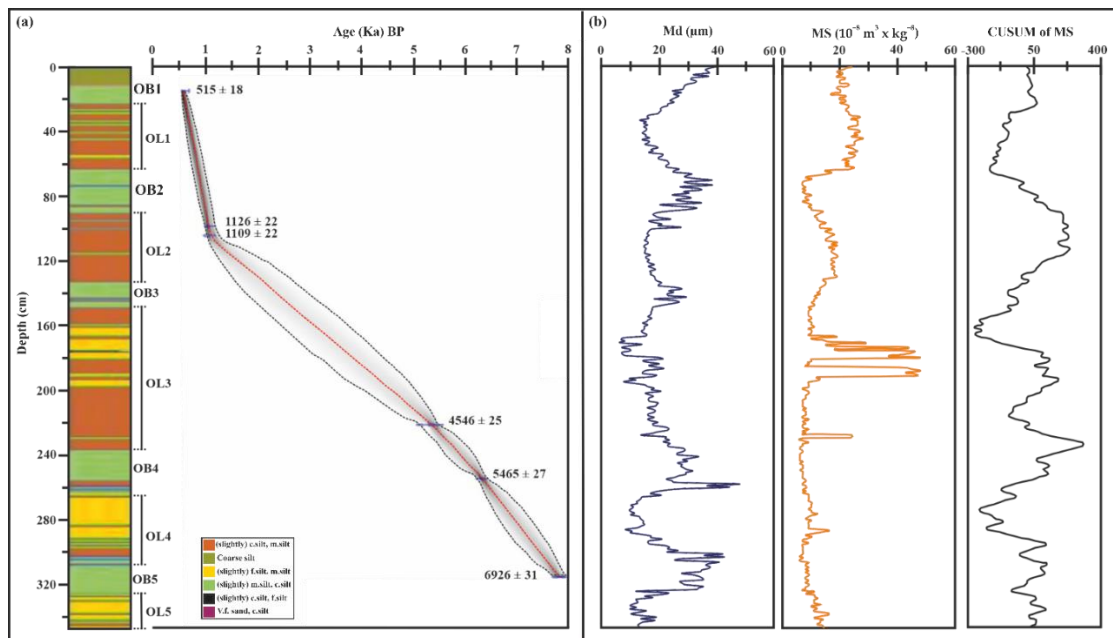 (a)
Age (Ka) BP
0 1 2 3 4 5 6 7 8
Depth (cm)
0
40
80
120
160
200
240
280
320
OB1
OL1
OB2
OL2
OB3
OL3
OB4
OL4
OB5
OL5
515 ± 18
1126 ± 22
1109 ± 22
4546 ± 25
5465 ± 27
6926 ± 31
(slightly) c.silt, m.silt
Coarse silt
(slightly) f.silt, m.silt
(slightly) m.silt, c.silt
(slightly) c.silt, f.silt
V.f. sand, c.silt
(b)
Md (µm)
0 20 40 60
MS (10⁻⁸ m³ x kg⁻⁸)
0 20 40 60
CUSUM of MS
-300 50 400